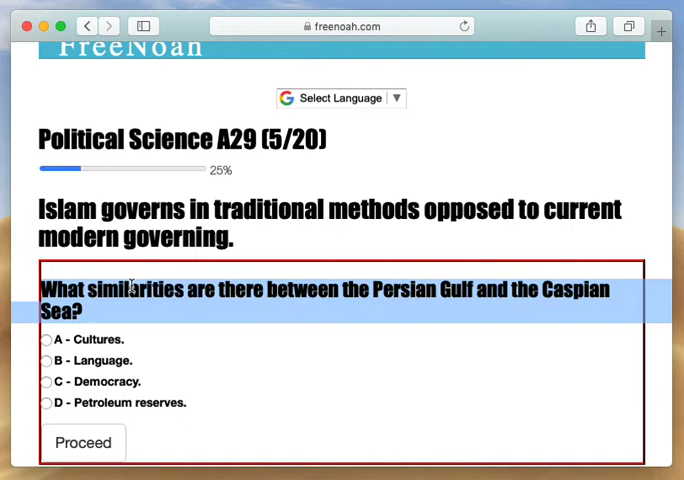 freenoah.com
FreeNoah
Select Language ▼
Political Science A29 (5/20)
25%
Islam governs in traditional methods opposed to current
modern governing.
What similarities are there between the Persian Gulf and the Caspian
Sea?
A - Cultures.
B - Language.
C - Democracy.
D - Petroleum reserves.
Proceed